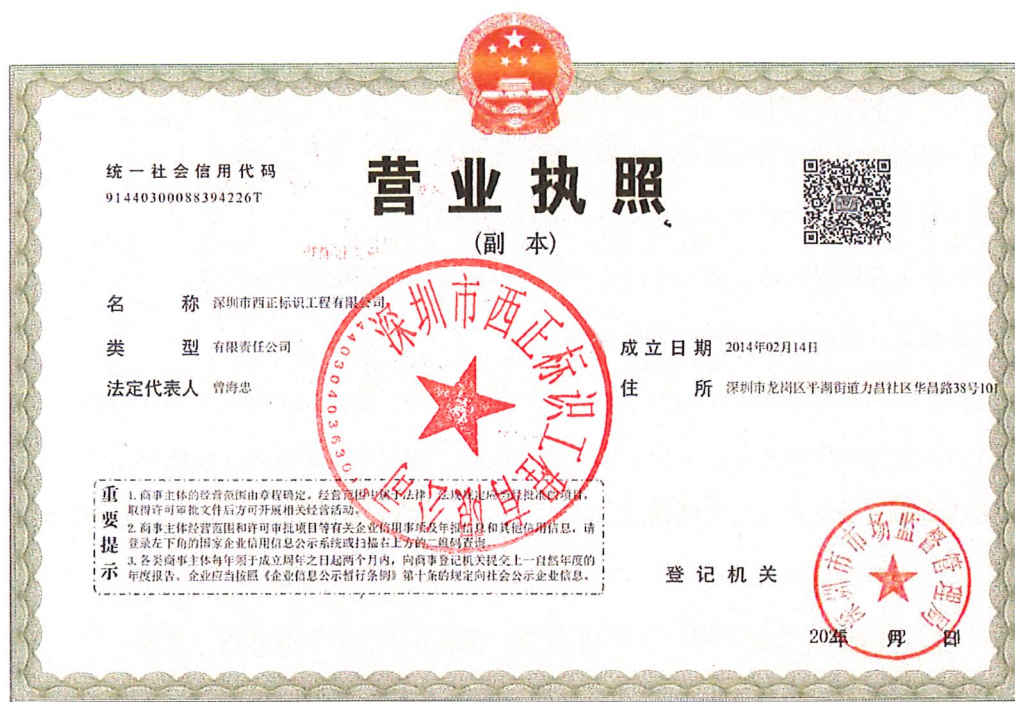 统一社会信用代码
91440300088394226T
营业执照
(副 本)
名 称 深圳市西正标识工程有限公司
类 型 有限责任公司
法定代表人 曾海忠
成立日期 2014年02月14日
住 所 深圳市龙岗区平湖街道力昌社区华昌路38号101
深圳市西正标识工程有限公司
重要提示
1.商事主体的经营范围由章程确定。经营范围中属于法律、法规规定应当经批准的项目，
取得许可审批文件后方可开展相关经营活动。
2.商事主体经营范围和许可审批项目等有关企业信用事项及年报信息和其他信用信息，请
登录左下角的国家企业信用信息公示系统或扫描右上方的二维码查询。
3.各类商事主体每年须于成立周年之日起两个月内，向商事登记机关提交上一自然年度的
年度报告。企业应当按照《企业信息公示暂行条例》第十条的规定向社会公示企业信息。
登记机关
深圳市市场监督管理局
年 月 日